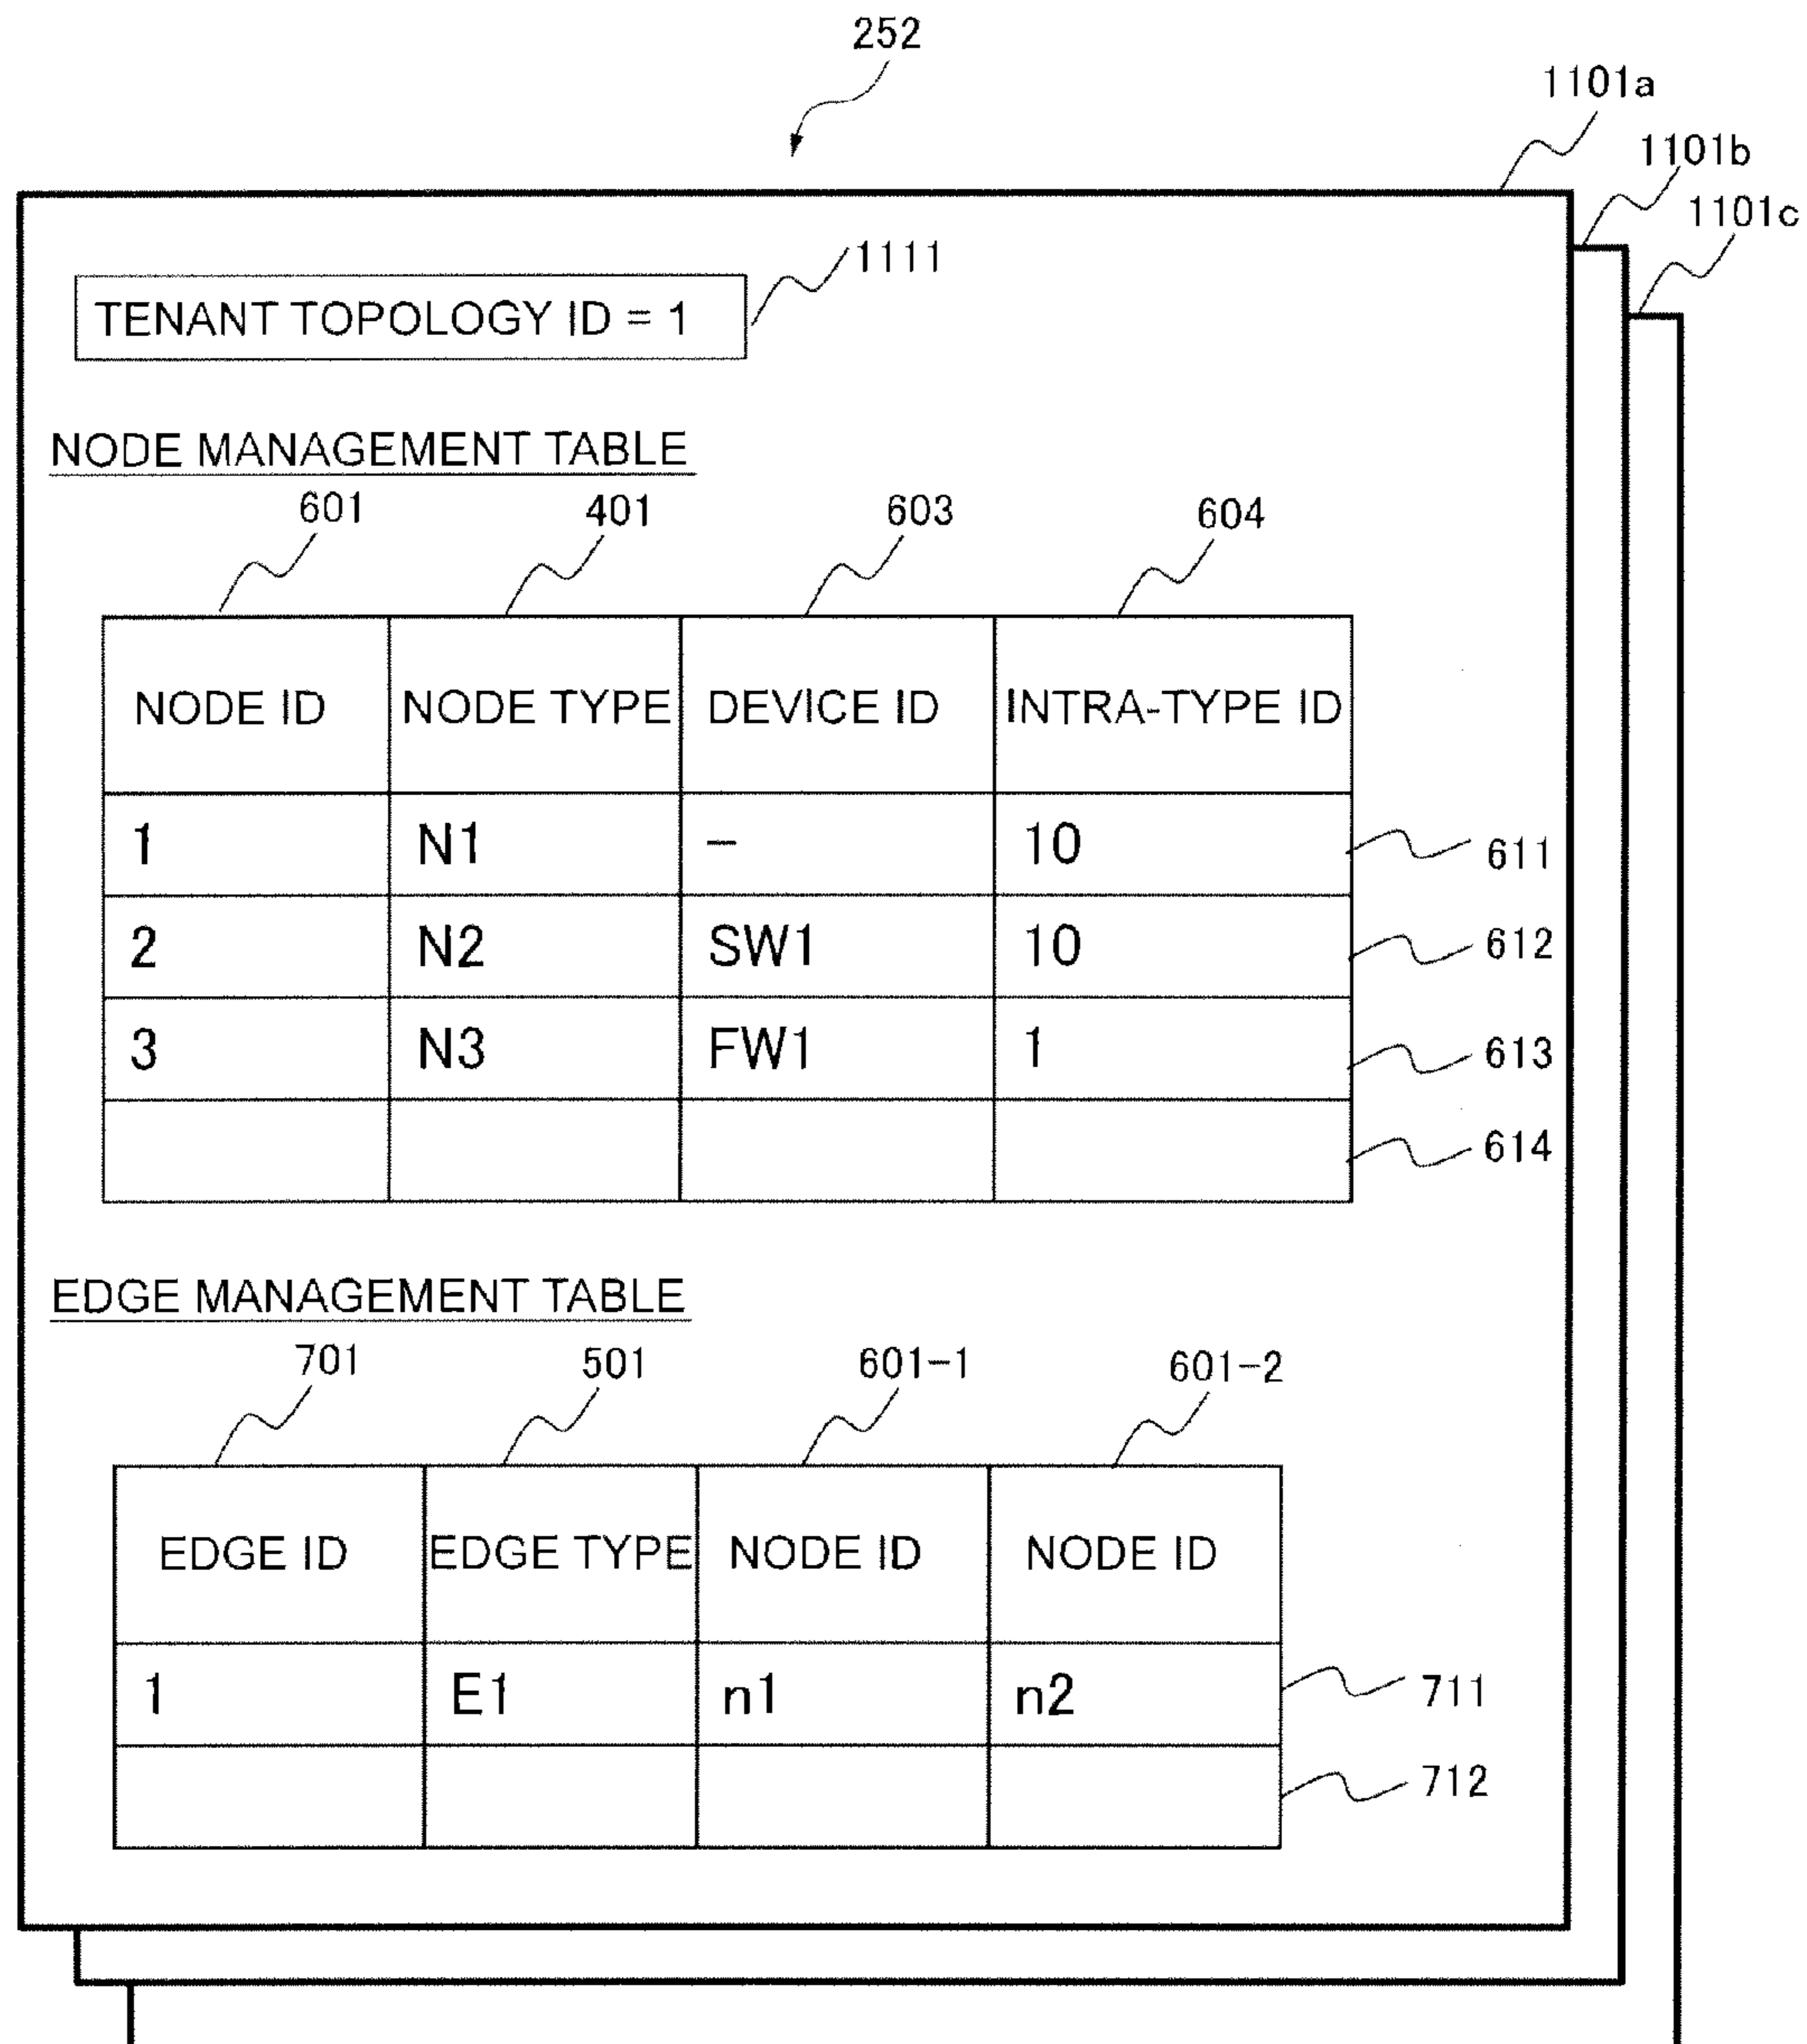 252
1101a
1101b
1101c
1111
TENANT TOPOLOGY ID = 1
NODE MANAGEMENT TABLE
601 401 603 604
NODE ID NODE TYPE DEVICE ID INTRA-TYPE ID
1 N1 – 10 611
2 N2 SW1 10 612
3 N3 FW1 1 613
614
EDGE MANAGEMENT TABLE
701 501 601-1 601-2
EDGE ID EDGE TYPE NODE ID NODE ID
1 E1 n1 n2 711
712